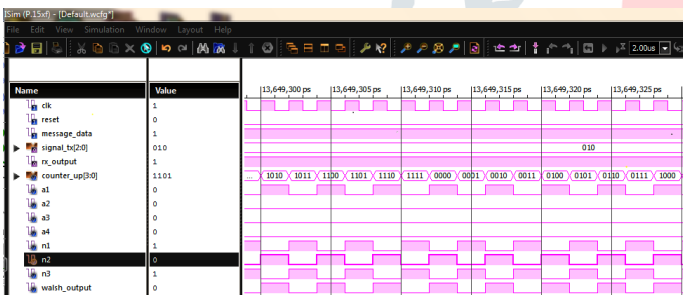 ISim (P.15xf) - [Default.wcfg*]
File Edit View Simulation Window Layout Help
2.00us
Name Value
13,649,300 ps 13,649,305 ps 13,649,310 ps 13,649,315 ps 13,649,320 ps 13,649,325 ps
clk 1
reset 0
message_data 1
signal_tx[2:0] 010 010
rx_output 1
counter_up[3:0] 1101 ... 1010 1011 1100 1101 1110 1111 0000 0001 0010 0011 0100 0101 0110 0111 1000
a1 0
a2 0
a3 0
a4 0
n1 1
n2 0
n3 1
walsh_output 0